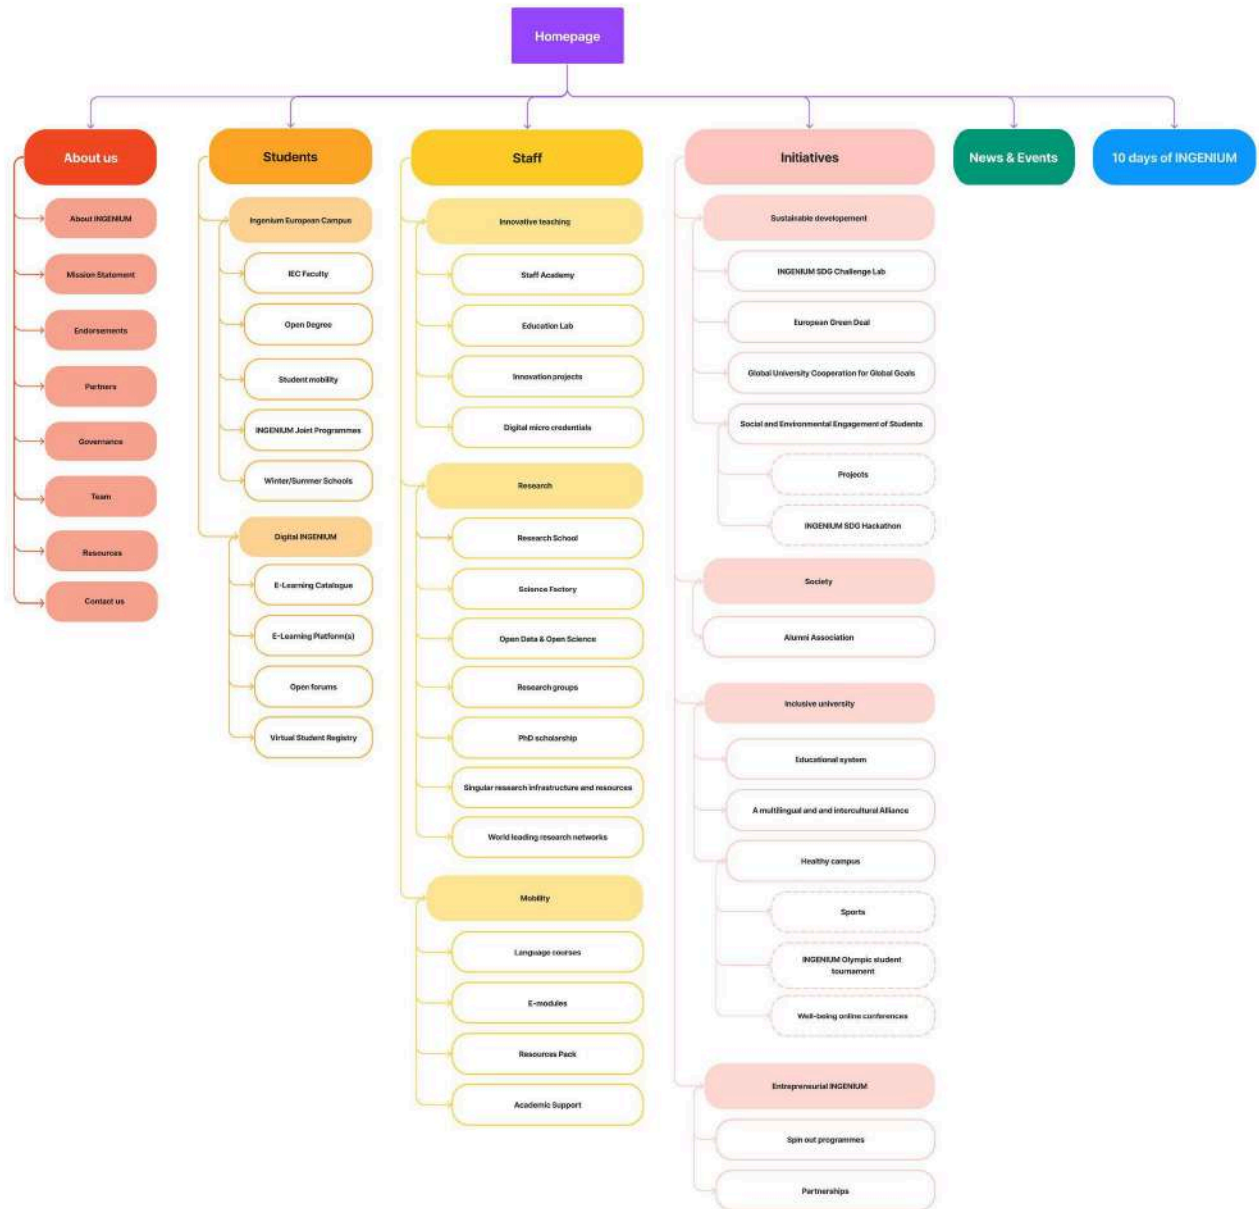 Homepage
About us
Students
Staff
Initiatives
News & Events
10 days of INGENIUM
About INGENIUM
Mission Statement
Endorsements
Partners
Governance
Team
Resources
Contact us
Ingenium European Campus
IEC Faculty
Open Degree
Student mobility
INGENIUM Joint Programmes
Winter/Summer Schools
Digital INGENIUM
E-Learning Catalogue
E-Learning Platform(s)
Open forums
Virtual Student Registry
Innovative teaching
Staff Academy
Education Lab
Innovation projects
Digital micro credentials
Research
Research School
Science Factory
Open Data & Open Science
Research groups
PhD scholarship
Singular research infrastructure and resources
World leading research networks
Mobility
Language courses
E-modules
Resources Pack
Academic Support
Sustainable developement
INGENIUM SDG Challenge Lab
European Green Deal
Global University Cooperation for Global Goals
Social and Environmental Engagement of Students
Projects
INGENIUM SDG Hackathon
Society
Alumni Association
Inclusive university
Educational system
A multilingual and and intercultural Alliance
Healthy campus
Sports
INGENIUM Olympic student
tournament
Well-being online conferences
Entrepreneurial INGENIUM
Spin out programmes
Partnerships